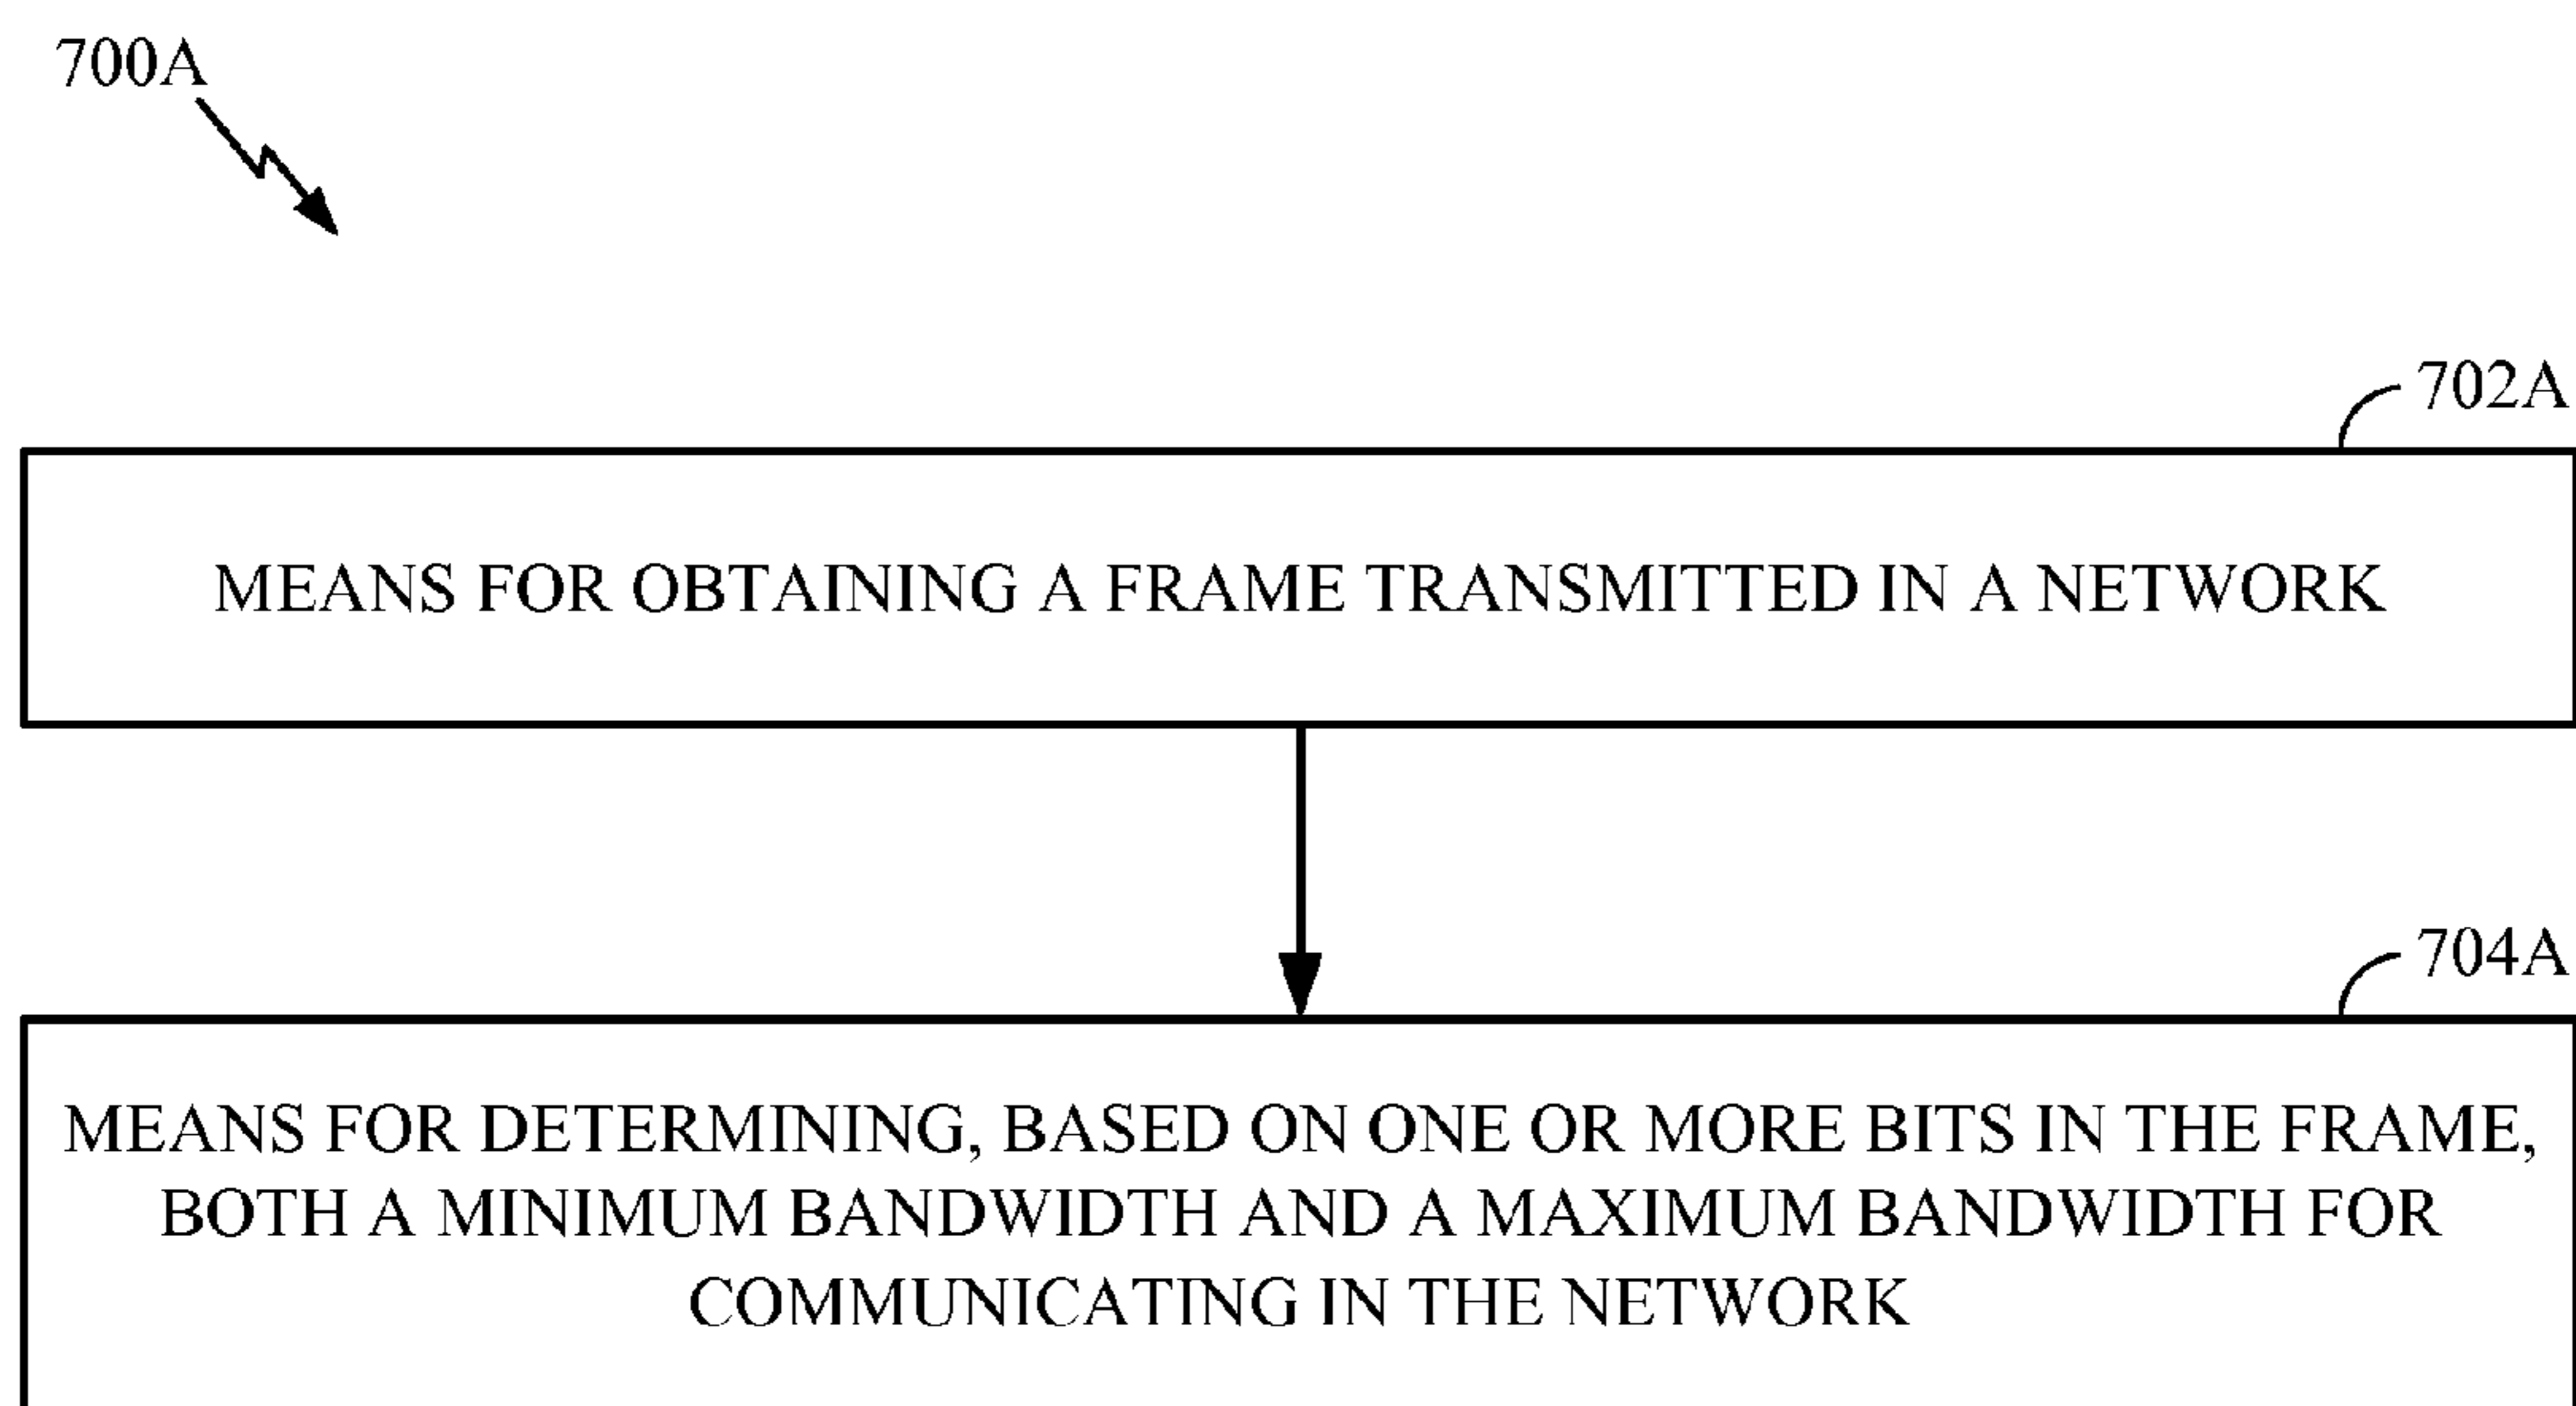 700A
702A
MEANS FOR OBTAINING A FRAME TRANSMITTED IN A NETWORK
704A
MEANS FOR DETERMINING, BASED ON ONE OR MORE BITS IN THE FRAME,
BOTH A MINIMUM BANDWIDTH AND A MAXIMUM BANDWIDTH FOR
COMMUNICATING IN THE NETWORK